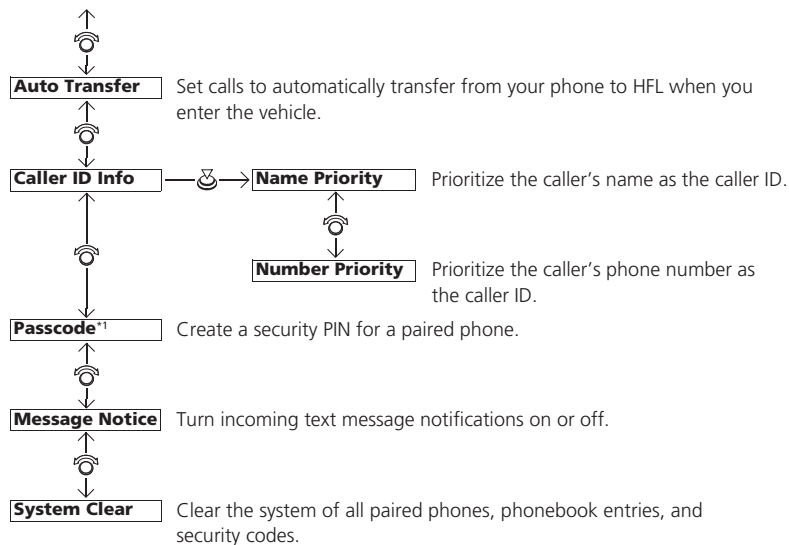 Auto Transfer Set calls to automatically transfer from your phone to HFL when you
enter the vehicle.
Caller ID Info Name Priority Prioritize the caller's name as the caller ID.
Number Priority Prioritize the caller's phone number as
the caller ID.
Passcode*1 Create a security PIN for a paired phone.
Message Notice Turn incoming text message notifications on or off.
System Clear Clear the system of all paired phones, phonebook entries, and
security codes.